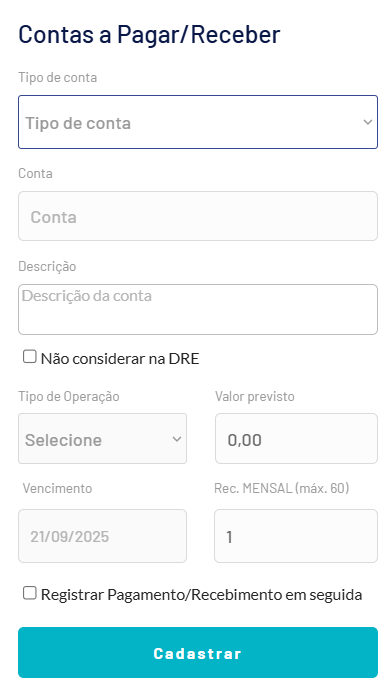 Contas a Pagar/Receber
Tipo de conta
Tipo de conta
Conta
Conta
Descrição
Descrição da conta
Não considerar na DRE
Tipo de Operação Valor previsto
Selecione 0,00
Vencimento Rec. MENSAL (máx. 60)
21/09/2025 1
Registrar Pagamento/Recebimento em seguida
Cadastrar